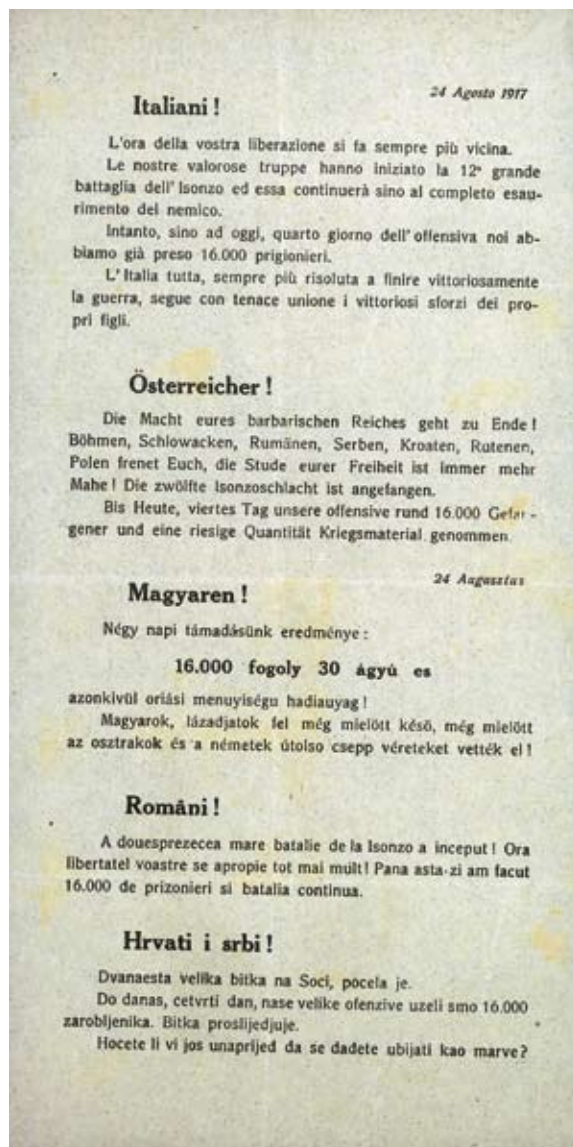 24 Agosto 1917
Italiani !
L'ora della vostra liberazione si fa sempre più vicina.
Le nostre valorose truppe hanno iniziato la 12ª grande
battaglia dell' Isonzo ed essa continuerà sino al completo esau-
rimento del nemico.
Intanto, sino ad oggi, quarto giorno dell' offensiva noi ab-
biamo già preso 16.000 prigionieri.
L' Italia tutta, sempre più risoluta a finire vittoriosamente
la guerra, segue con tenace unione i vittoriosi sforzi dei pro-
pri figli.
Österreicher !
Die Macht eures barbarischen Reiches geht zu Ende !
Böhmen, Schlowacken, Rumänen, Serben, Kroaten, Rutenen,
Polen frenet Euch, die Stude eurer Freiheit ist immer mehr
Mahe ! Die zwölfte Isonzoschlacht ist angefangen.
Bis Heute, viertes Tag unsere offensive rund 16.000 Gefan-
gener und eine riesige Quantität Kriegsmaterial genommen.
24 Augusztus
Magyaren !
Négy napi támadásünk eredménye :
16.000 fogoly 30 ágyú es
azonkivül oriási menuyiségu hadiauyag !
Magyarok, lázadjatok fel még mielött késö, még mielött
az osztrakok és a németek útolso csepp véreteket vették el !
Români !
A douesprezecea mare batalie de la Isonzo a inceput ! Ora
libertatel voastre se apropie tot mai mult ! Pana asta-zi am facut
16.000 de prizonieri si batalia continua.
Hrvati i srbi !
Dvanaesta velika bitka na Soci, pocela je.
Do danas, cetvrti dan, nase velike ofenzive uzeli smo 16.000
zarobljenika. Bitka proslijedjuje.
Hocete li vi jos unaprijed da se dadete ubijati kao marve ?